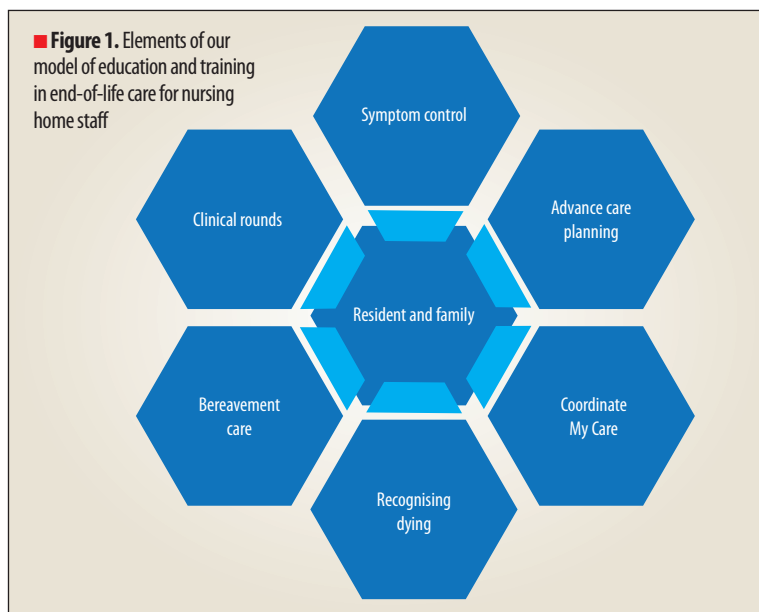 ■ Figure 1. Elements of our
model of education and training
in end-of-life care for nursing
home staff
Symptom control
Clinical rounds
Advance care
planning
Resident and family
Bereavement
care
Coordinate
My Care
Recognising
dying